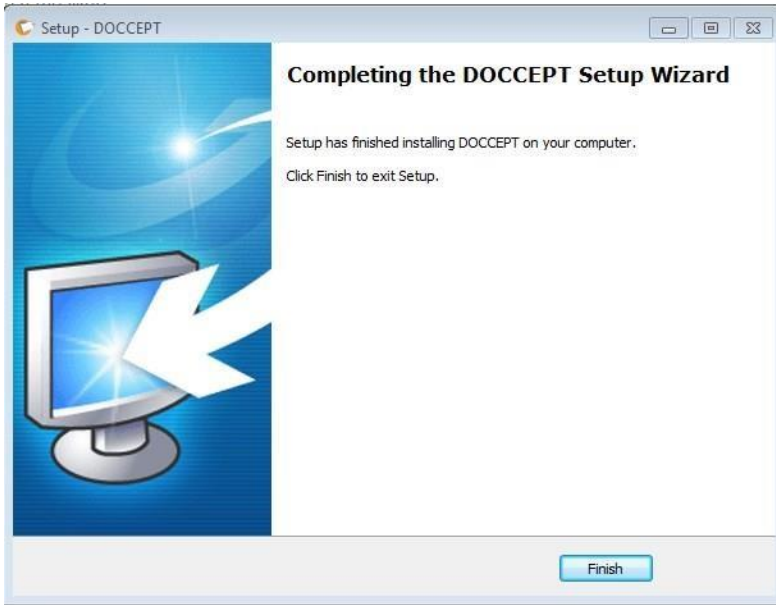 Setup - DOCCEPT
Completing the DOCCEPT Setup Wizard
Setup has finished installing DOCCEPT on your computer.
Click Finish to exit Setup.
Finish